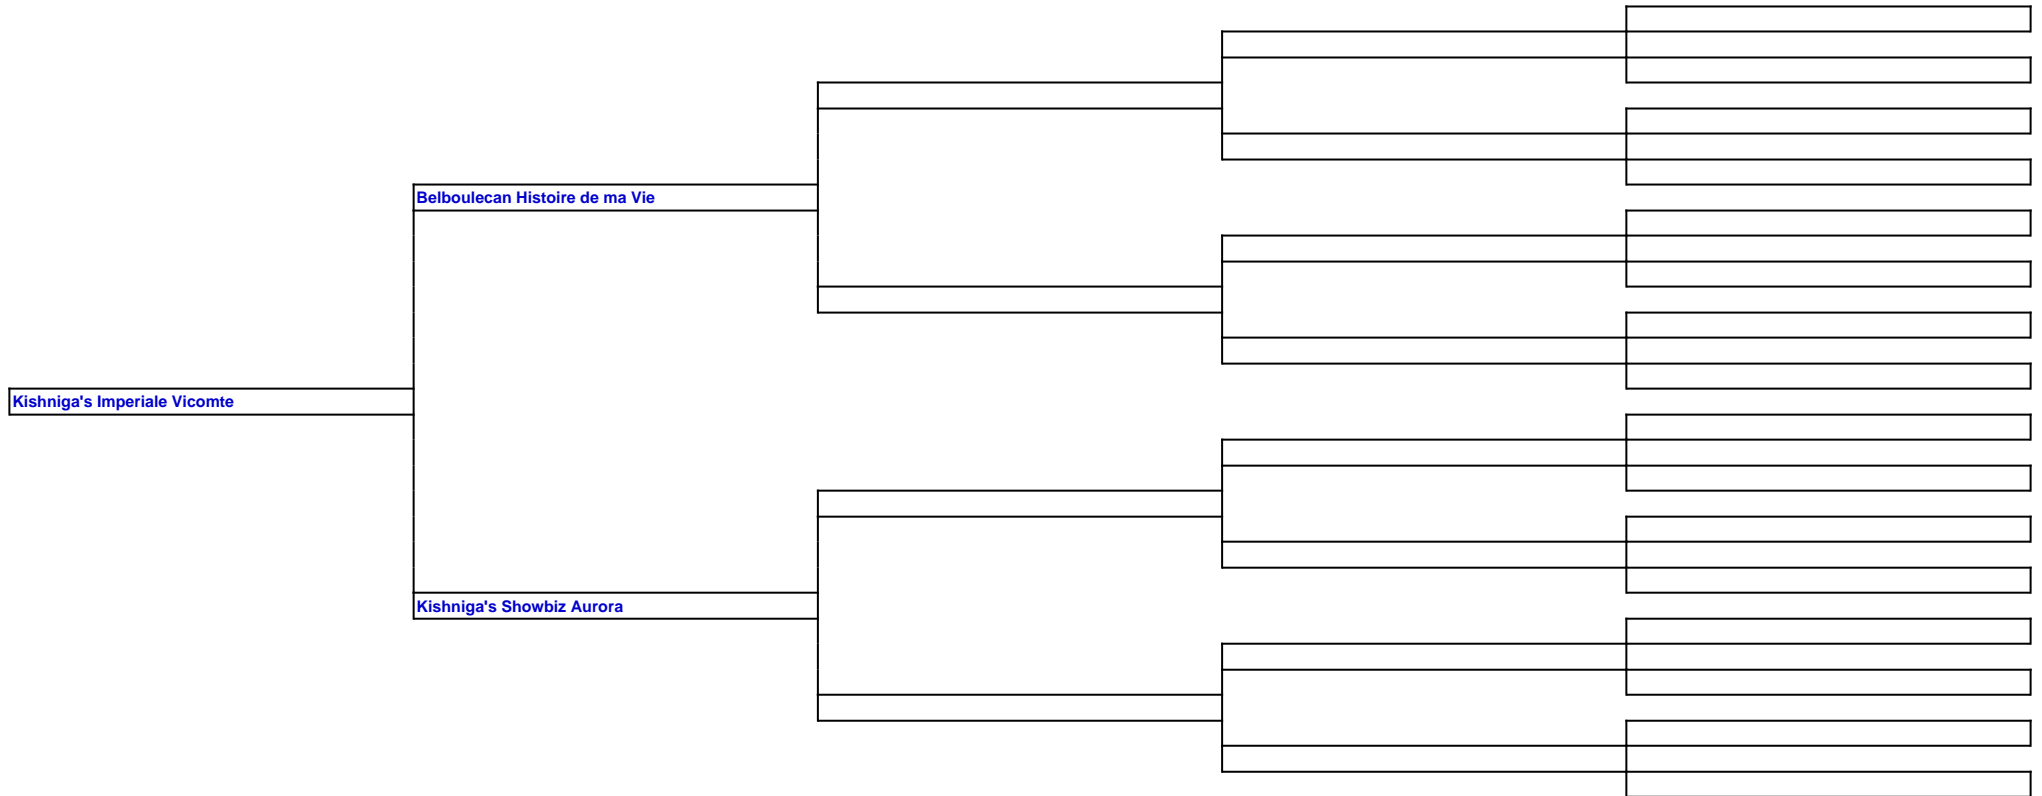 Belboulecan Histoire de ma Vie
Kishniga's Imperiale Vicomte
Kishniga's Showbiz Aurora